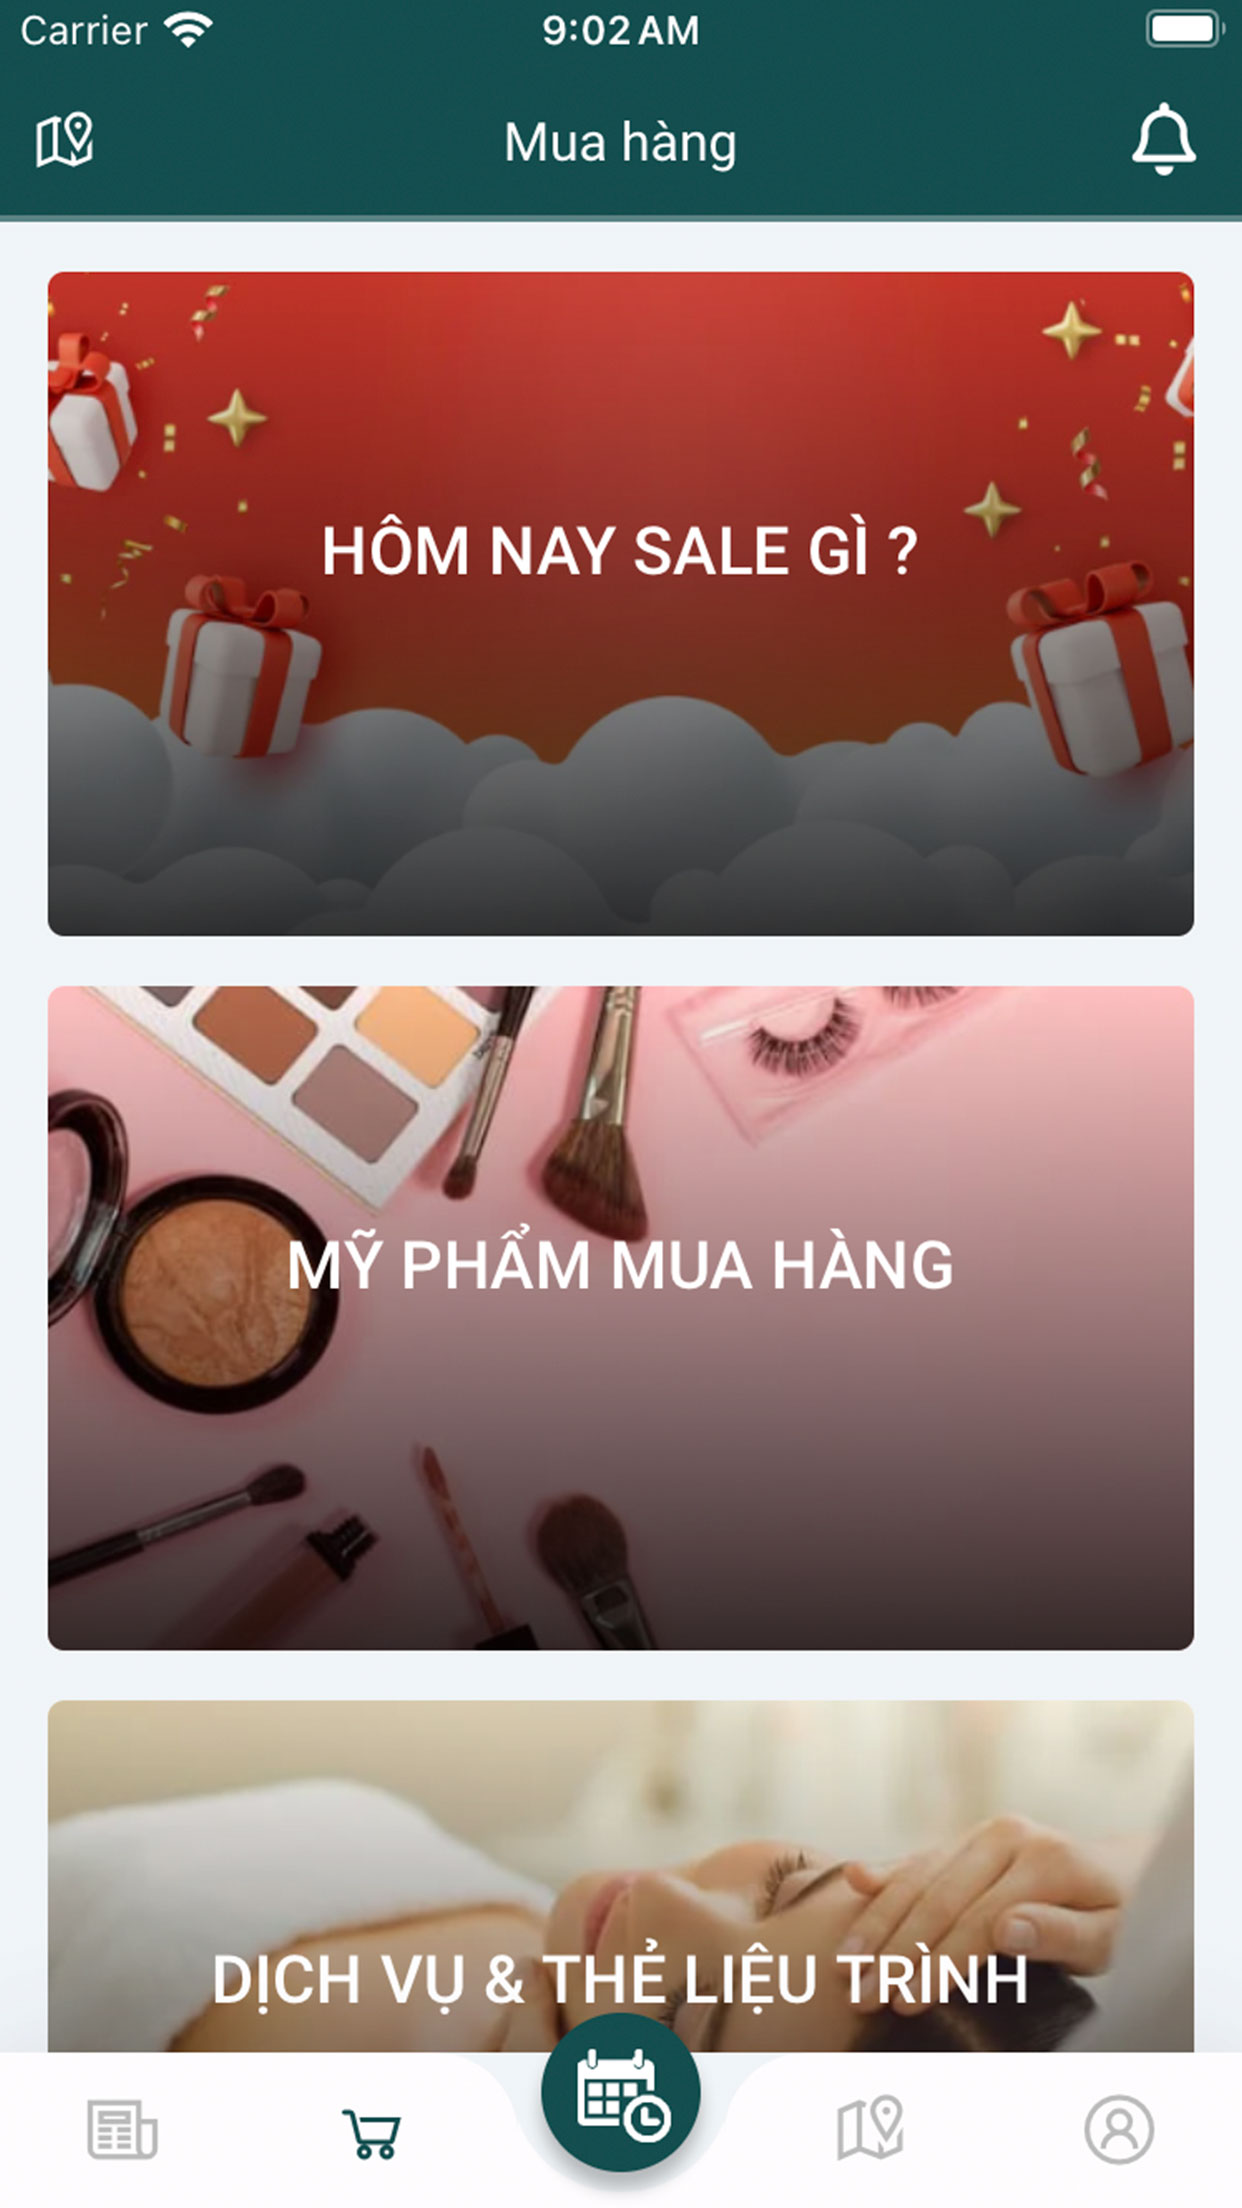 Carrier 9:02 AM
Mua hàng
HÔM NAY SALE GÌ ?
MỸ PHẨM MUA HÀNG
DỊCH VỤ & THẺ LIỆU TRÌNH